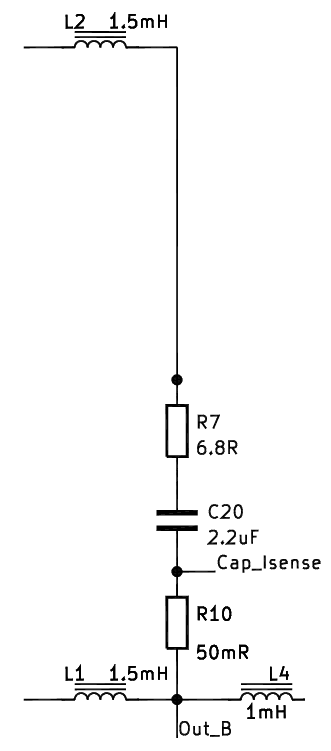 L2 1.5mH
R7
6.8R
C20
2.2uF
Cap_Isense
R10
50mR
L1 1.5mH
L4
1mH
Out_B